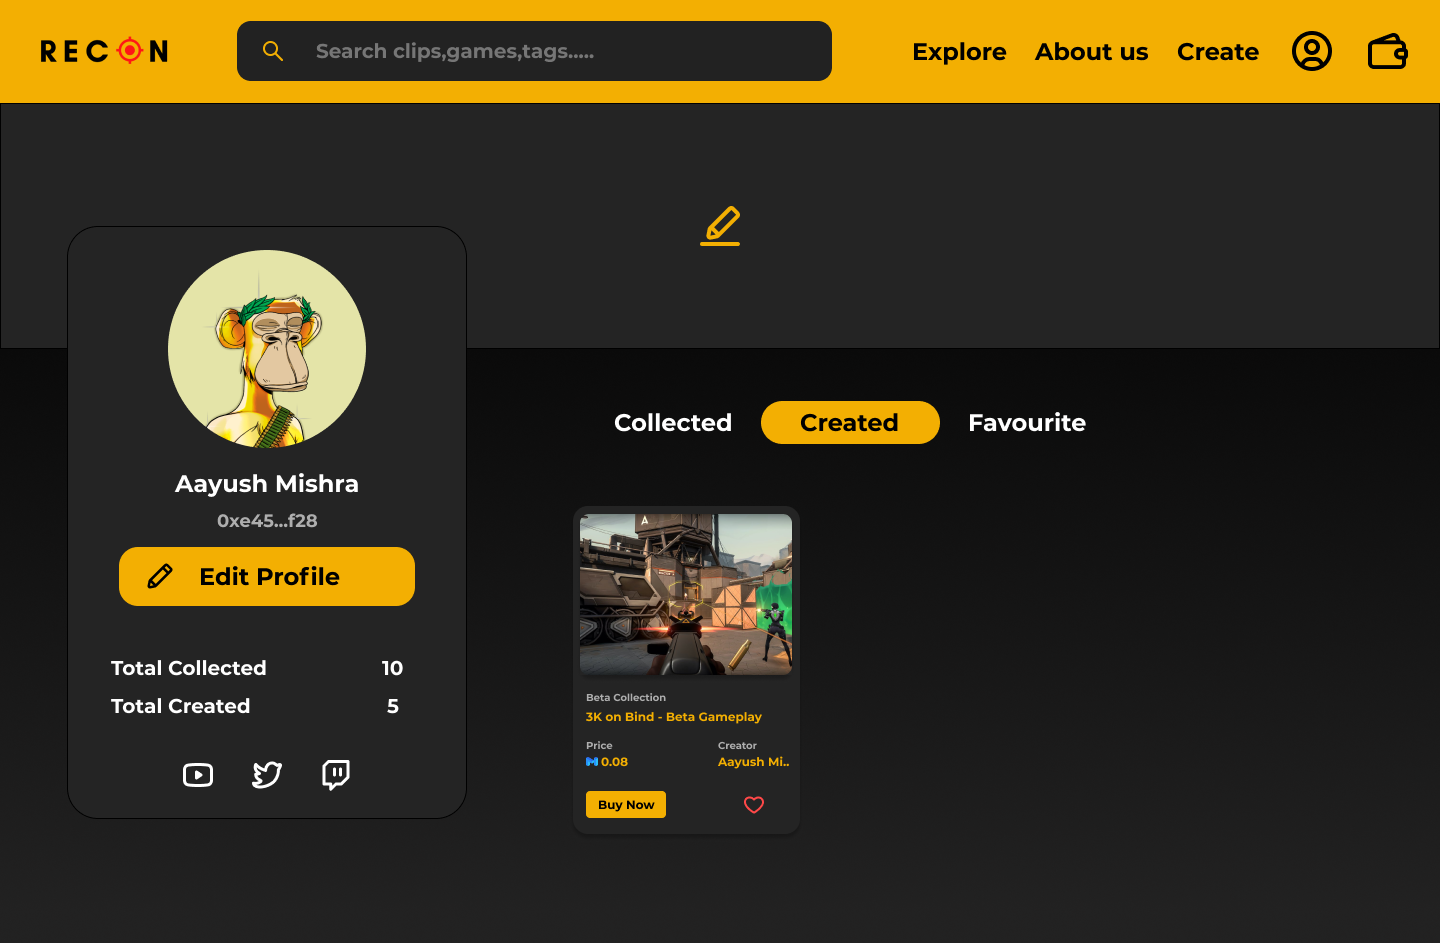 RECON
Search clips,games,tags.....
Explore
About us
Create
Aayush Mishra
0xe45...f28
Edit Profile
Total Collected 10
Total Created 5
Collected
Created
Favourite
A
Beta Collection
3K on Bind - Beta Gameplay
Price
Creator
0.08
Aayush Mi..
Buy Now